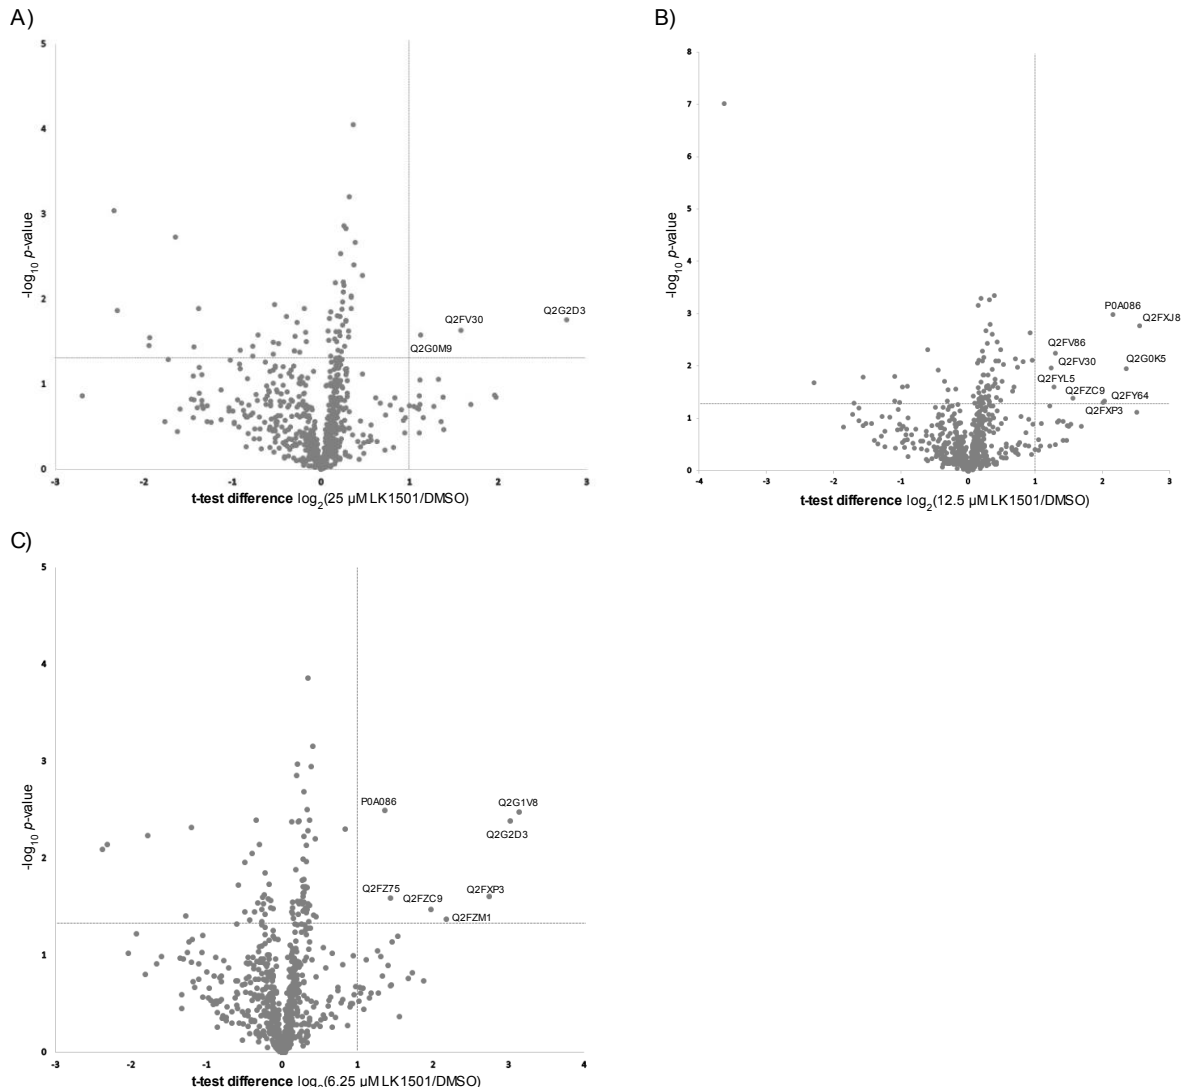 A)
5
4
3
2
1
0
-3
-2
-1
0
1
2
3
-log10 p-value
Q2FV30
Q2G2D3
Q2G0M9
t-test difference log2(25 µM LK1501/DMSO)
B)
8
7
6
5
4
3
2
1
0
-4
-3
-2
-1
0
1
2
3
-log10 p-value
P0A086
Q2FXJ8
Q2FV86
Q2FV30
Q2G0K5
Q2FYL5
Q2FZC9
Q2FY64
Q2FXP3
t-test difference log2(12.5 µM LK1501/DMSO)
C)
5
4
3
2
1
0
-3
-2
-1
0
1
2
3
4
-log10 p-value
P0A086
Q2G1V8
Q2G2D3
Q2FZ75
Q2FZC9
Q2FXP3
Q2FZM1
t-test difference log2(6.25 µM LK1501/DMSO)